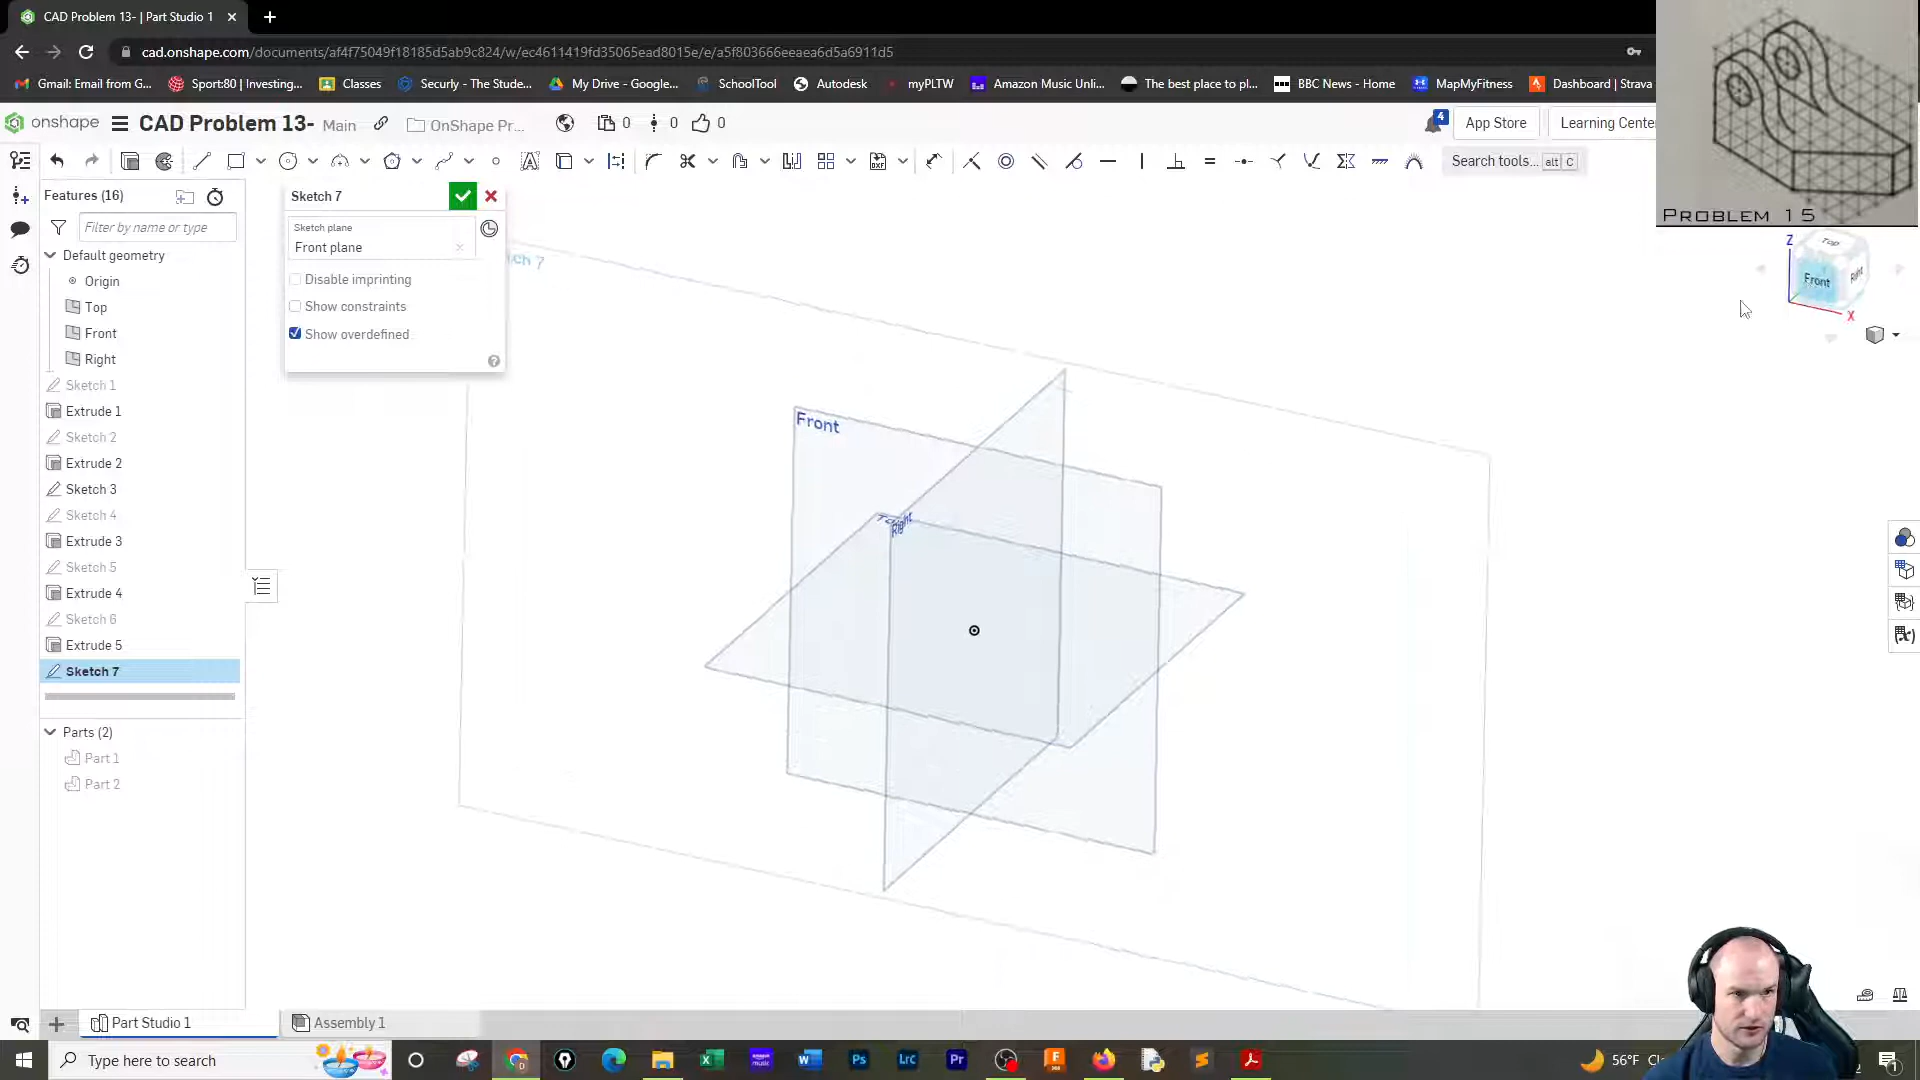 CAD Problem 13- | Part Studio 1
cad.onshape.com/documents/af4f75049f18185d5ab9c824/w/ec4611419fd35065ead8015e/e/a5f803666eeaea6d5a6911d5
Gmail: Email from G...
Sport:80 | Investing...
Classes
Securly - The Stude...
My Drive - Google...
SchoolTool
Autodesk
myPLTW
Amazon Music Unli...
The best place to pl...
BBC News - Home
MapMyFitness
Dashboard | Strava
onshape
CAD Problem 13-
Main
OnShape Pr...
0
0
0
4
App Store
Learning Cente
Search tools...
alt
C
PROBLEM 15
Features (16)
Filter by name or type
Default geometry
Origin
Top
Front
Right
Sketch 1
Extrude 1
Sketch 2
Extrude 2
Sketch 3
Sketch 4
Extrude 3
Sketch 5
Extrude 4
Sketch 6
Extrude 5
Sketch 7
Parts (2)
Part 1
Part 2
Sketch 7
Sketch plane
Front plane
Disable imprinting
Show constraints
Show overdefined
Front
Right
Z
Top
Front
Right
X
Part Studio 1
Assembly 1
Type here to search
56°F
1